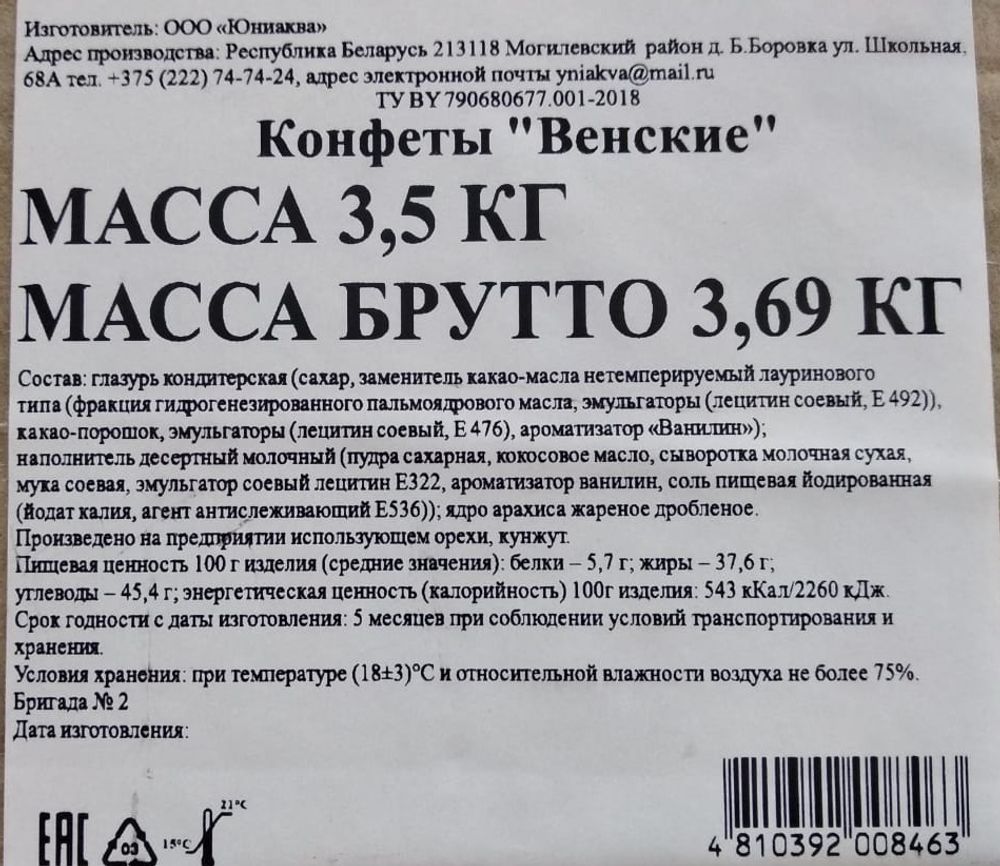 Изготовитель: ООО «Юниаква»
Адрес производства: Республика Беларусь 213118 Могилевский район д. Б.Боровка ул. Школьная,
68А тел. +375 (222) 74-74-24, адрес электронной почты yniakva@mail.ru
ТУ BY 790680677.001-2018
Конфеты "Венские"
МАССА 3,5 КГ
МАССА БРУТТО 3,69 КГ
Состав: глазурь кондитерская (сахар, заменитель какао-масла нетемперируемый лауринового
типа (фракция гидрогенезированного пальмоядрового масла, эмульгаторы (лецитин соевый, Е 492)),
какао-порошок, эмульгаторы (лецитин соевый, Е 476), ароматизатор «Ванилин»);
наполнитель десертный молочный (пудра сахарная, кокосовое масло, сыворотка молочная сухая,
мука соевая, эмульгатор соевый лецитин Е322, ароматизатор ванилин, соль пищевая йодированная
(йодат калия, агент антислеживающий Е536)); ядро арахиса жареное дробленое.
Произведено на предприятии использующем орехи, кунжут.
Пищевая ценность 100 г изделия (средние значения): белки – 5,7 г; жиры – 37,6 г;
углеводы – 45,4 г; энергетическая ценность (калорийность) 100г изделия: 543 кКал/2260 кДж.
Срок годности с даты изготовления: 5 месяцев при соблюдении условий транспортирования и
хранения.
Условия хранения: при температуре (18±3)°С и относительной влажности воздуха не более 75%.
Бригада № 2
Дата изготовления:
EAC 03 15°C 21°C
4 810392 008463